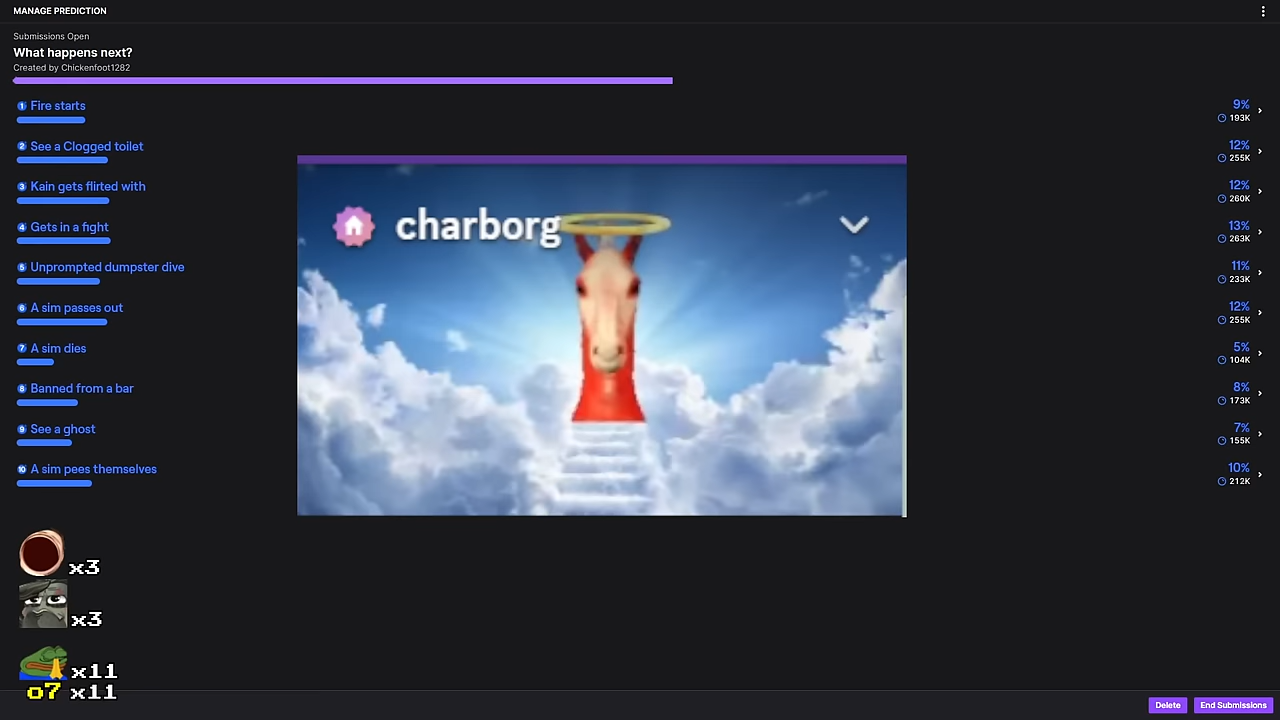 MANAGE PREDICTION
Submissions Open
What happens next?
Created by Chickenfoot1282
1 Fire starts
9%
193K
2 See a Clogged toilet
12%
255K
3 Kain gets flirted with
12%
260K
4 Gets in a fight
13%
263K
5 Unprompted dumpster dive
11%
233K
6 A sim passes out
12%
255K
7 A sim dies
5%
104K
8 Banned from a bar
8%
173K
9 See a ghost
7%
155K
10 A sim pees themselves
10%
212K
charborg
x3
x3
x11
o7 x11
Delete End Submissions